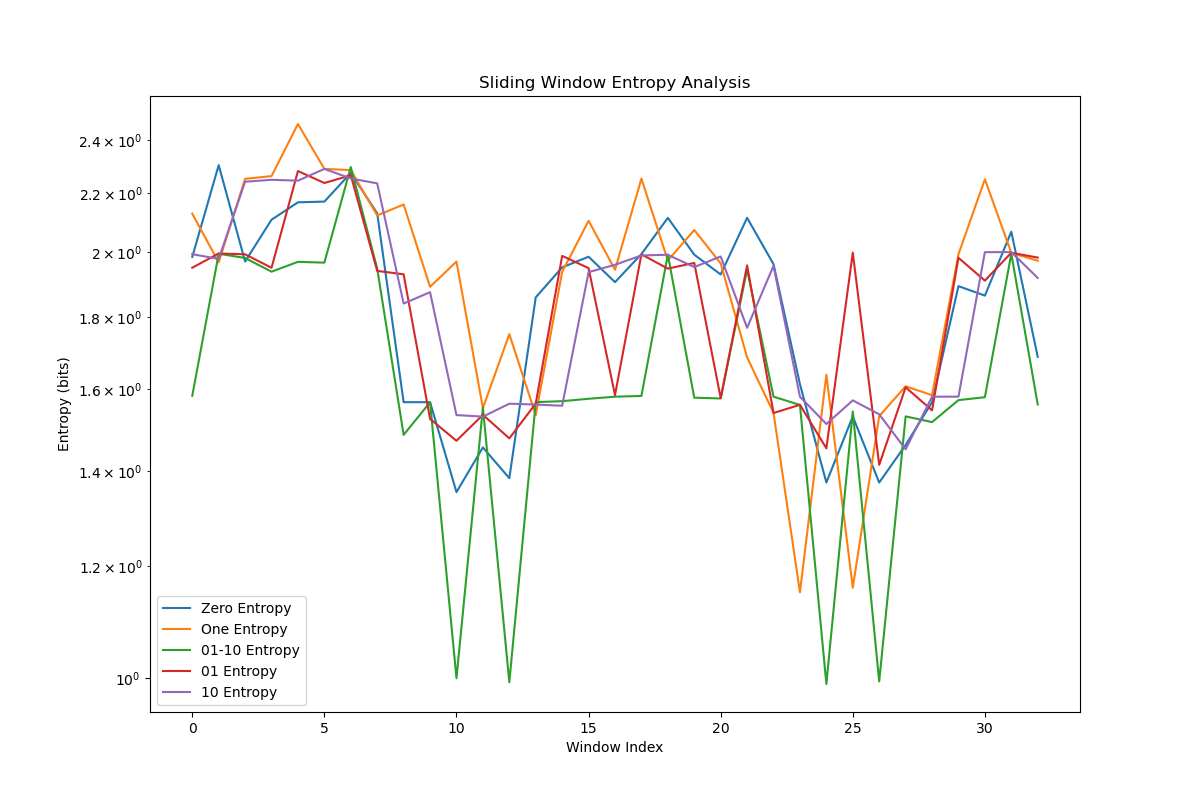 Sliding Window Entropy Analysis
Entropy (bits)
2.4 × 10⁰
2.2 × 10⁰
2 × 10⁰
1.8 × 10⁰
1.6 × 10⁰
1.4 × 10⁰
1.2 × 10⁰
10⁰
Zero Entropy
One Entropy
01-10 Entropy
01 Entropy
10 Entropy
0 5 10 15 20 25 30
Window Index